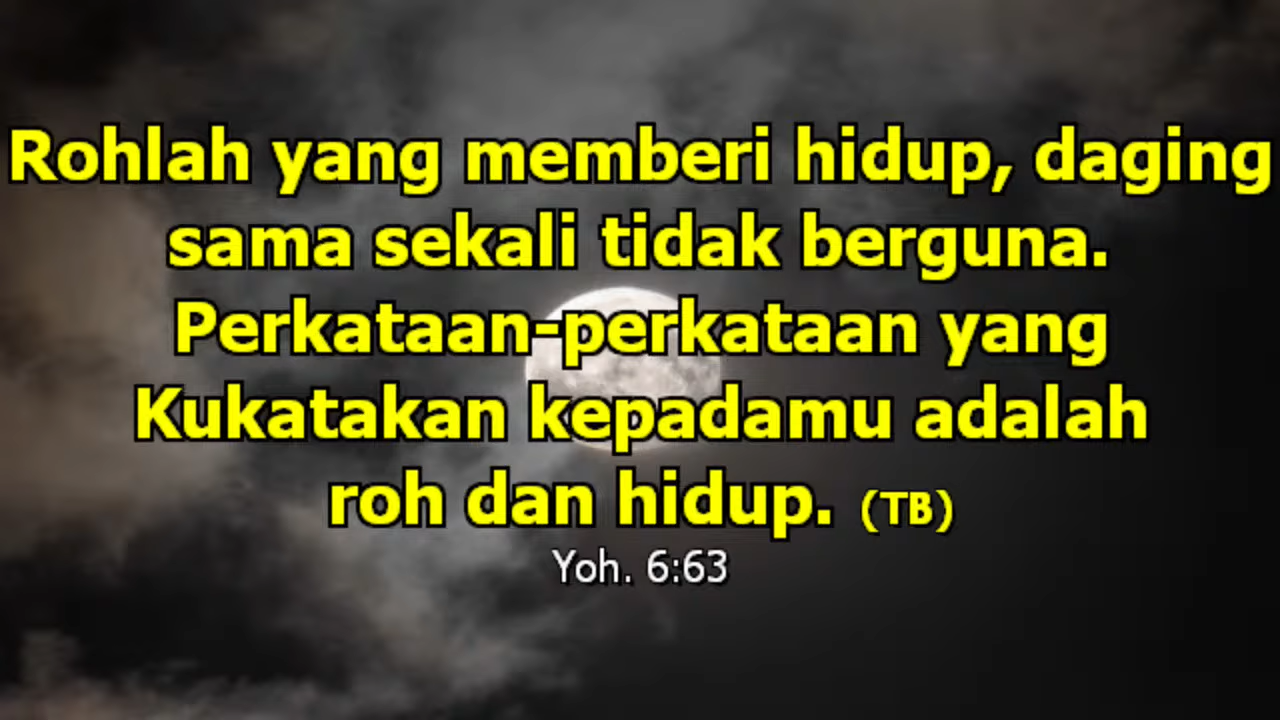 Rohlah yang memberi hidup, daging
sama sekali tidak berguna.
Perkataan-perkataan yang
Kukatakan kepadamu adalah
roh dan hidup. (TB)
Yoh. 6:63